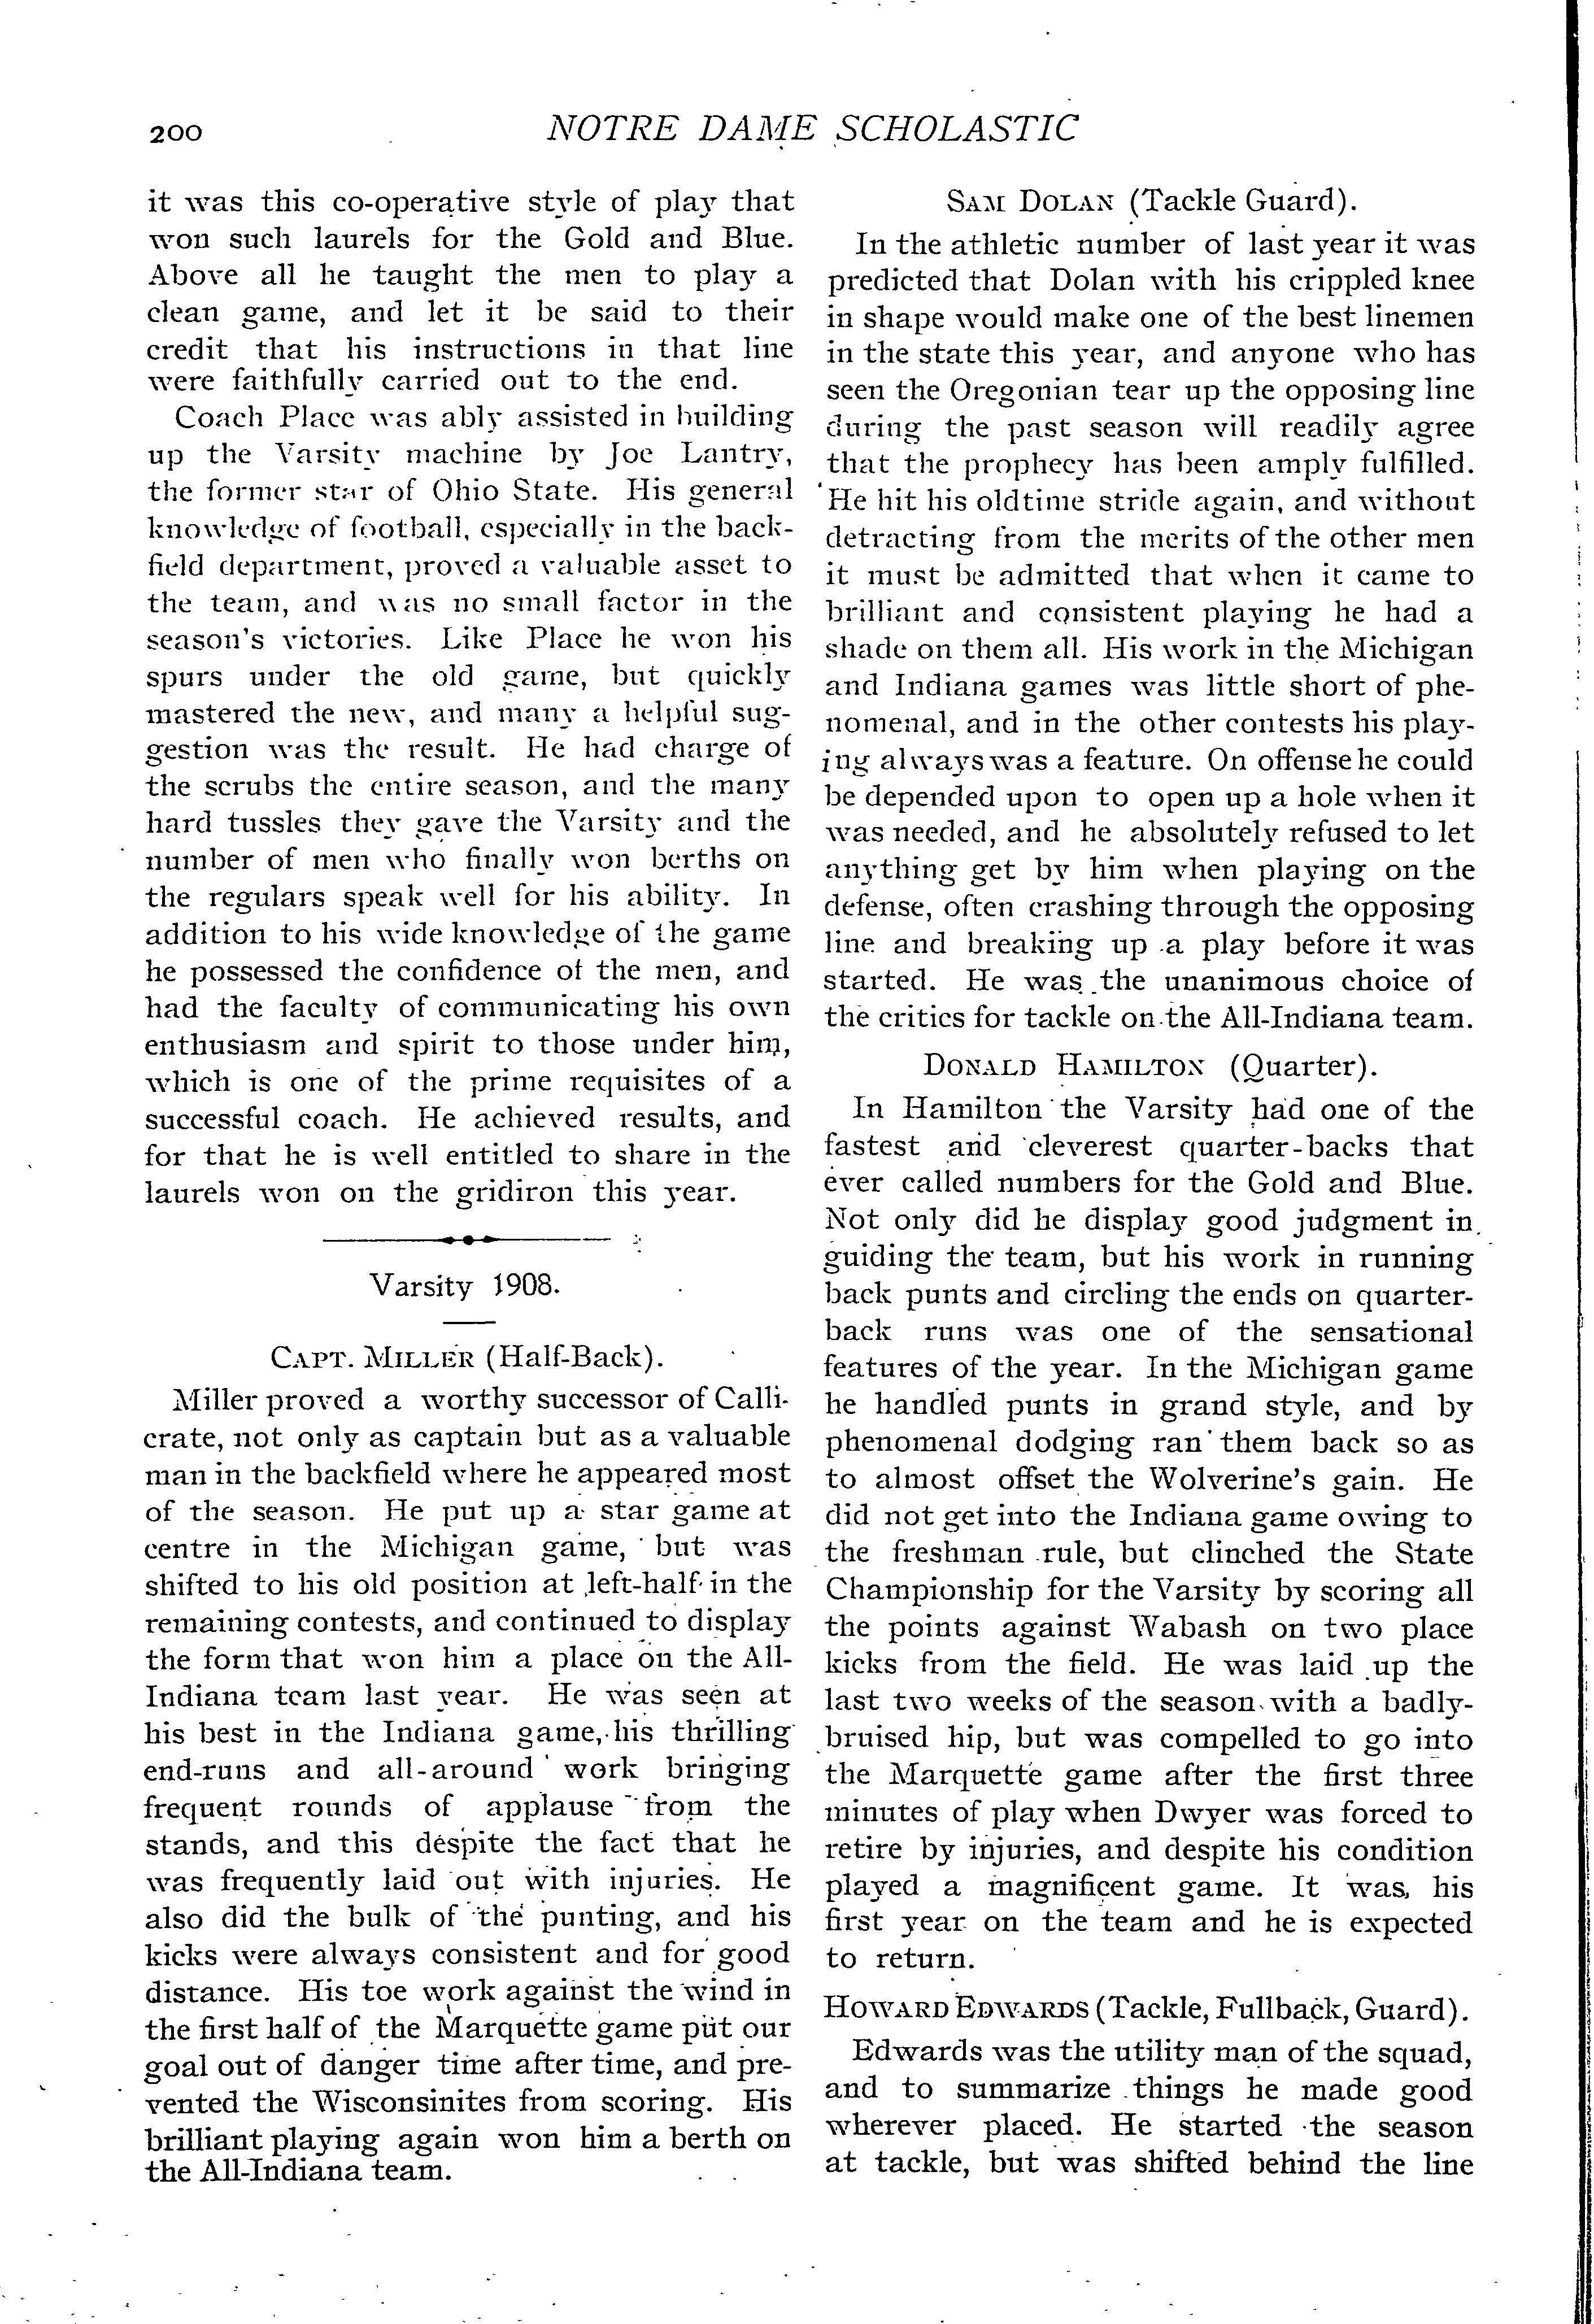 200
NOTRE DAME SCHOLASTIC
it was this co-operative style of play that
won such laurels for the Gold and Blue.
Above all he taught the men to play a
clean game, and let it be said to their
credit that his instructions in that line
were faithfully carried out to the end.
Coach Place was ably assisted in building
up the Varsity machine by Joe Lantry,
the former star of Ohio State. His general
knowledge of football, especially in the back-
field department, proved a valuable asset to
the team, and was no small factor in the
season's victories. Like Place he won his
spurs under the old game, but quickly
mastered the new, and many a helpful sug-
gestion was the result. He had charge of
the scrubs the entire season, and the many
hard tussles they gave the Varsity and the
number of men who finally won berths on
the regulars speak well for his ability. In
addition to his wide knowledge of the game
he possessed the confidence of the men, and
had the faculty of communicating his own
enthusiasm and spirit to those under him,
which is one of the prime requisites of a
successful coach. He achieved results, and
for that he is well entitled to share in the
laurels won on the gridiron this year.
Varsity 1908.
CAPT. MILLER (Half-Back).
Miller proved a worthy successor of Calli-
crate, not only as captain but as a valuable
man in the backfield where he appeared most
of the season. He put up a star game at
centre in the Michigan game, but was
shifted to his old position at left-half in the
remaining contests, and continued to display
the form that won him a place on the All-
Indiana team last year. He was seen at
his best in the Indiana game, his thrilling
end-runs and all-around work bringing
frequent rounds of applause from the
stands, and this despite the fact that he
was frequently laid out with injuries. He
also did the bulk of the punting, and his
kicks were always consistent and for good
distance. His toe work against the wind in
the first half of the Marquette game put our
goal out of danger time after time, and pre-
vented the Wisconsinites from scoring. His
brilliant playing again won him a berth on
the All-Indiana team.
SAM DOLAN (Tackle Guard).
In the athletic number of last year it was
predicted that Dolan with his crippled knee
in shape would make one of the best linemen
in the state this year, and anyone who has
seen the Oregonian tear up the opposing line
during the past season will readily agree
that the prophecy has been amply fulfilled.
He hit his oldtime stride again, and without
detracting from the merits of the other men
it must be admitted that when it came to
brilliant and consistent playing he had a
shade on them all. His work in the Michigan
and Indiana games was little short of phe-
nomenal, and in the other contests his play-
ing always was a feature. On offense he could
be depended upon to open up a hole when it
was needed, and he absolutely refused to let
anything get by him when playing on the
defense, often crashing through the opposing
line and breaking up a play before it was
started. He was the unanimous choice of
the critics for tackle on the All-Indiana team.
DONALD HAMILTON (Quarter).
In Hamilton the Varsity had one of the
fastest and cleverest quarter-backs that
ever called numbers for the Gold and Blue.
Not only did he display good judgment in
guiding the team, but his work in running
back punts and circling the ends on quarter-
back runs was one of the sensational
features of the year. In the Michigan game
he handled punts in grand style, and by
phenomenal dodging ran them back so as
to almost offset the Wolverine's gain. He
did not get into the Indiana game owing to
the freshman rule, but clinched the State
Championship for the Varsity by scoring all
the points against Wabash on two place
kicks from the field. He was laid up the
last two weeks of the season with a badly-
bruised hip, but was compelled to go into
the Marquette game after the first three
minutes of play when Dwyer was forced to
retire by injuries, and despite his condition
played a magnificent game. It was his
first year on the team and he is expected
to return.
HOWARD EDWARDS (Tackle, Fullback, Guard).
Edwards was the utility man of the squad,
and to summarize things he made good
wherever placed. He started the season
at tackle, but was shifted behind the line